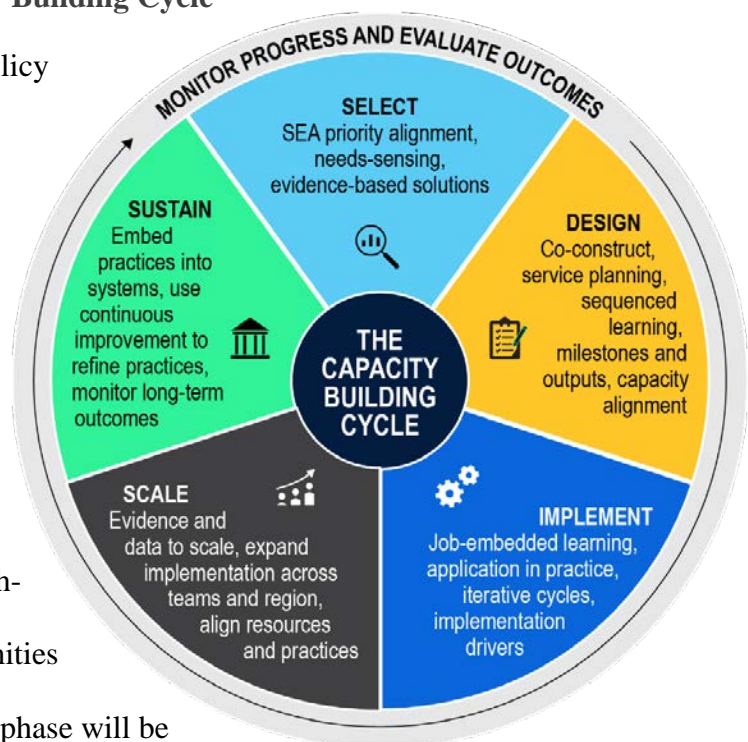 Building Cycle
licy
MONITOR PROGRESS AND EVALUATE OUTCOMES
SELECT
SEA priority alignment,
needs-sensing,
evidence-based solutions
DESIGN
Co-construct,
service planning,
sequenced
learning,
milestones and
outputs, capacity
alignment
IMPLEMENT
Job-embedded learning,
application in practice,
iterative cycles,
implementation
drivers
SCALE
Evidence and
data to scale, expand
implementation across
teams and region,
align resources
and practices
SUSTAIN
Embed
practices into
systems, use
continuous
improvement to
refine practices,
monitor long-term
outcomes
THE
CAPACITY
BUILDING
CYCLE
h-
nities
phase will be